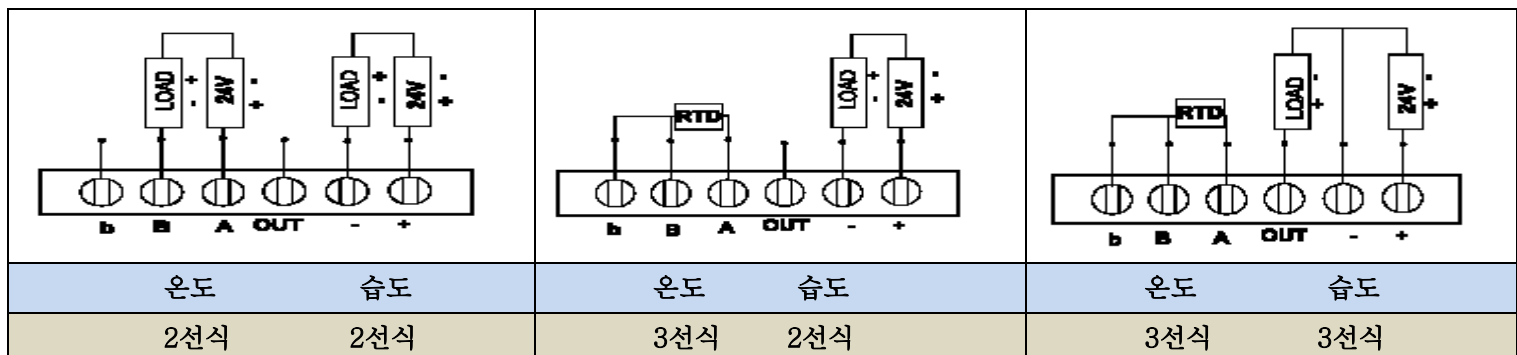 LOAD + - 24V - + LOAD + - 24V - +
b B A OUT - +
RTD LOAD + - 24V - +
b B A OUT - +
RTD LOAD - + 24V - +
b B A OUT - +
온도 습도 온도 습도 온도 습도
2선식 2선식 3선식 2선식 3선식 3선식